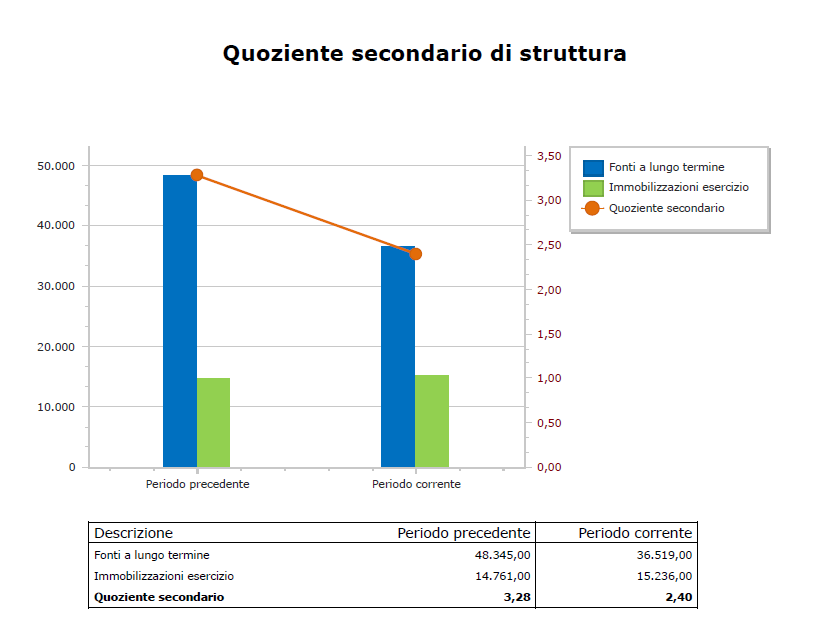 Quoziente secondario di struttura
50.000
40.000
30.000
20.000
10.000
0
3,50
3,00
2,50
2,00
1,50
1,00
0,50
0,00
Periodo precedente
Periodo corrente
Fonti a lungo termine
Immobilizzazioni esercizio
Quoziente secondario
Descrizione Periodo precedente Periodo corrente
Fonti a lungo termine 48.345,00 36.519,00
Immobilizzazioni esercizio 14.761,00 15.236,00
Quoziente secondario 3,28 2,40